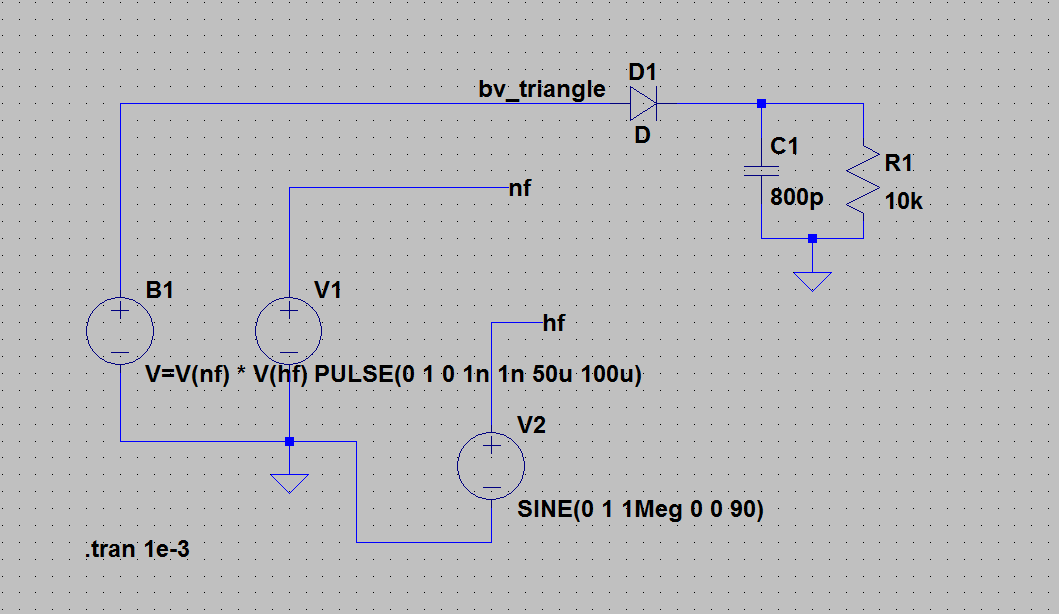 D1
bv_triangle
D
C1
R1
nf
800p
10k
B1
V1
hf
V=V(nf) * V(hf)
PULSE(0 1 0 1n 1n 50u 100u)
V2
SINE(0 1 1Meg 0 0 90)
.tran 1e-3